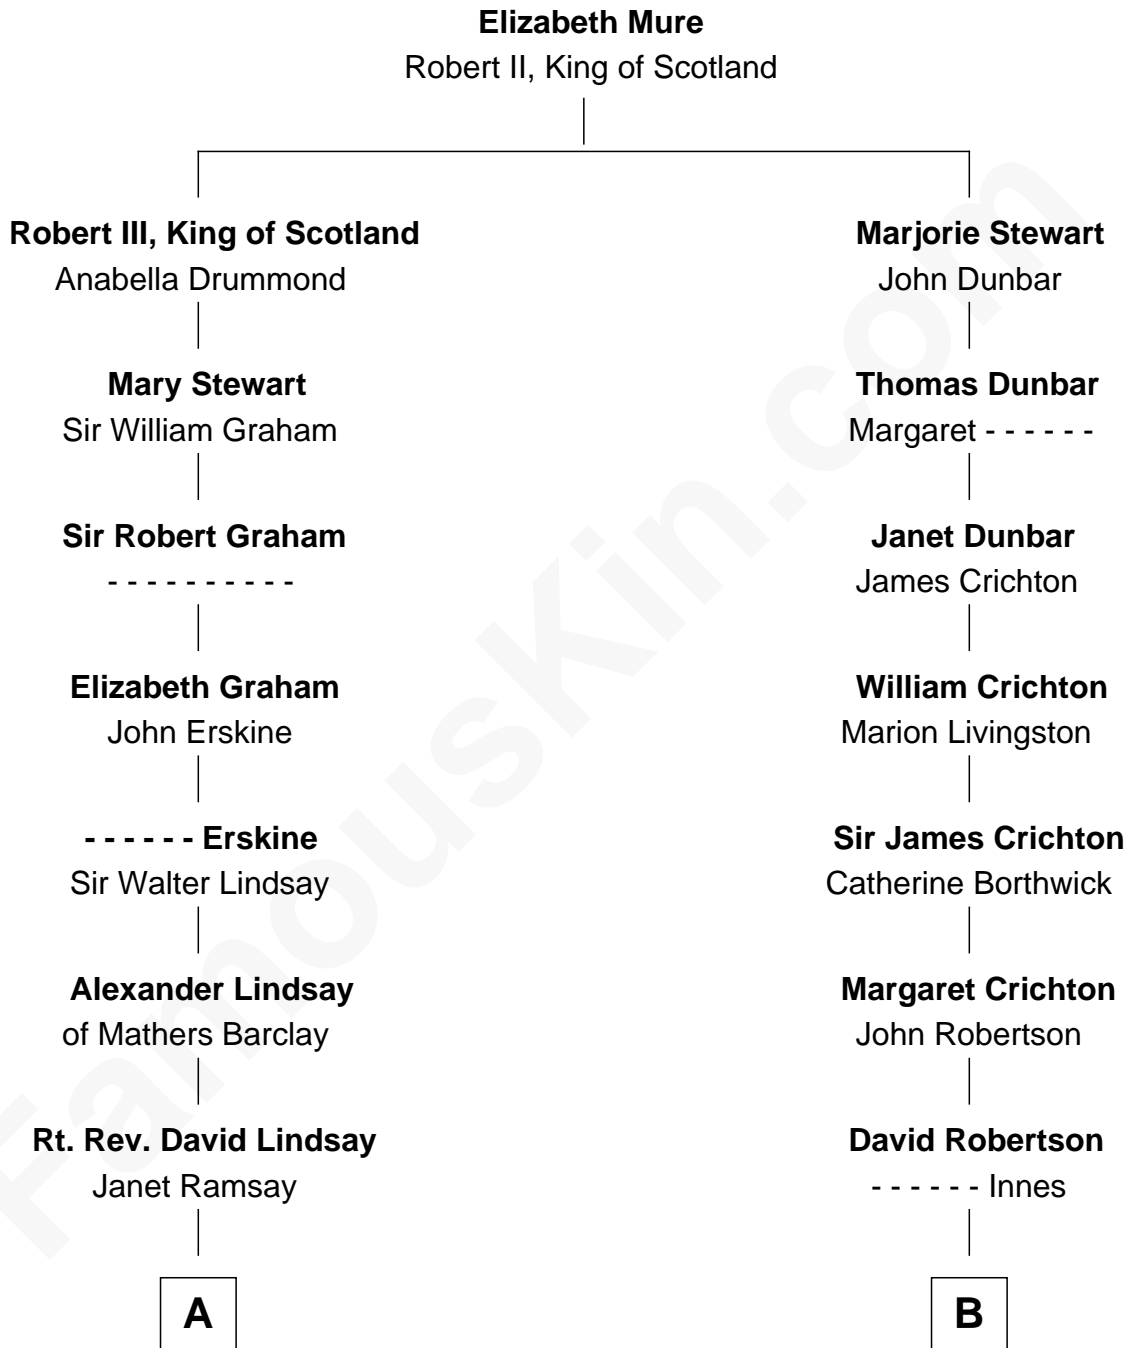 Elizabeth Mure
Robert II, King of Scotland
Robert III, King of Scotland
Anabella Drummond
Marjorie Stewart
John Dunbar
Mary Stewart
Sir William Graham
Thomas Dunbar
Margaret - - - - - -
Sir Robert Graham
- - - - - - - - - -
Janet Dunbar
James Crichton
Elizabeth Graham
John Erskine
William Crichton
Marion Livingston
- - - - - - Erskine
Sir Walter Lindsay
Sir James Crichton
Catherine Borthwick
Alexander Lindsay
of Mathers Barclay
Margaret Crichton
John Robertson
Rt. Rev. David Lindsay
Janet Ramsay
David Robertson
- - - - - - Innes
A
B
FamousKin.com